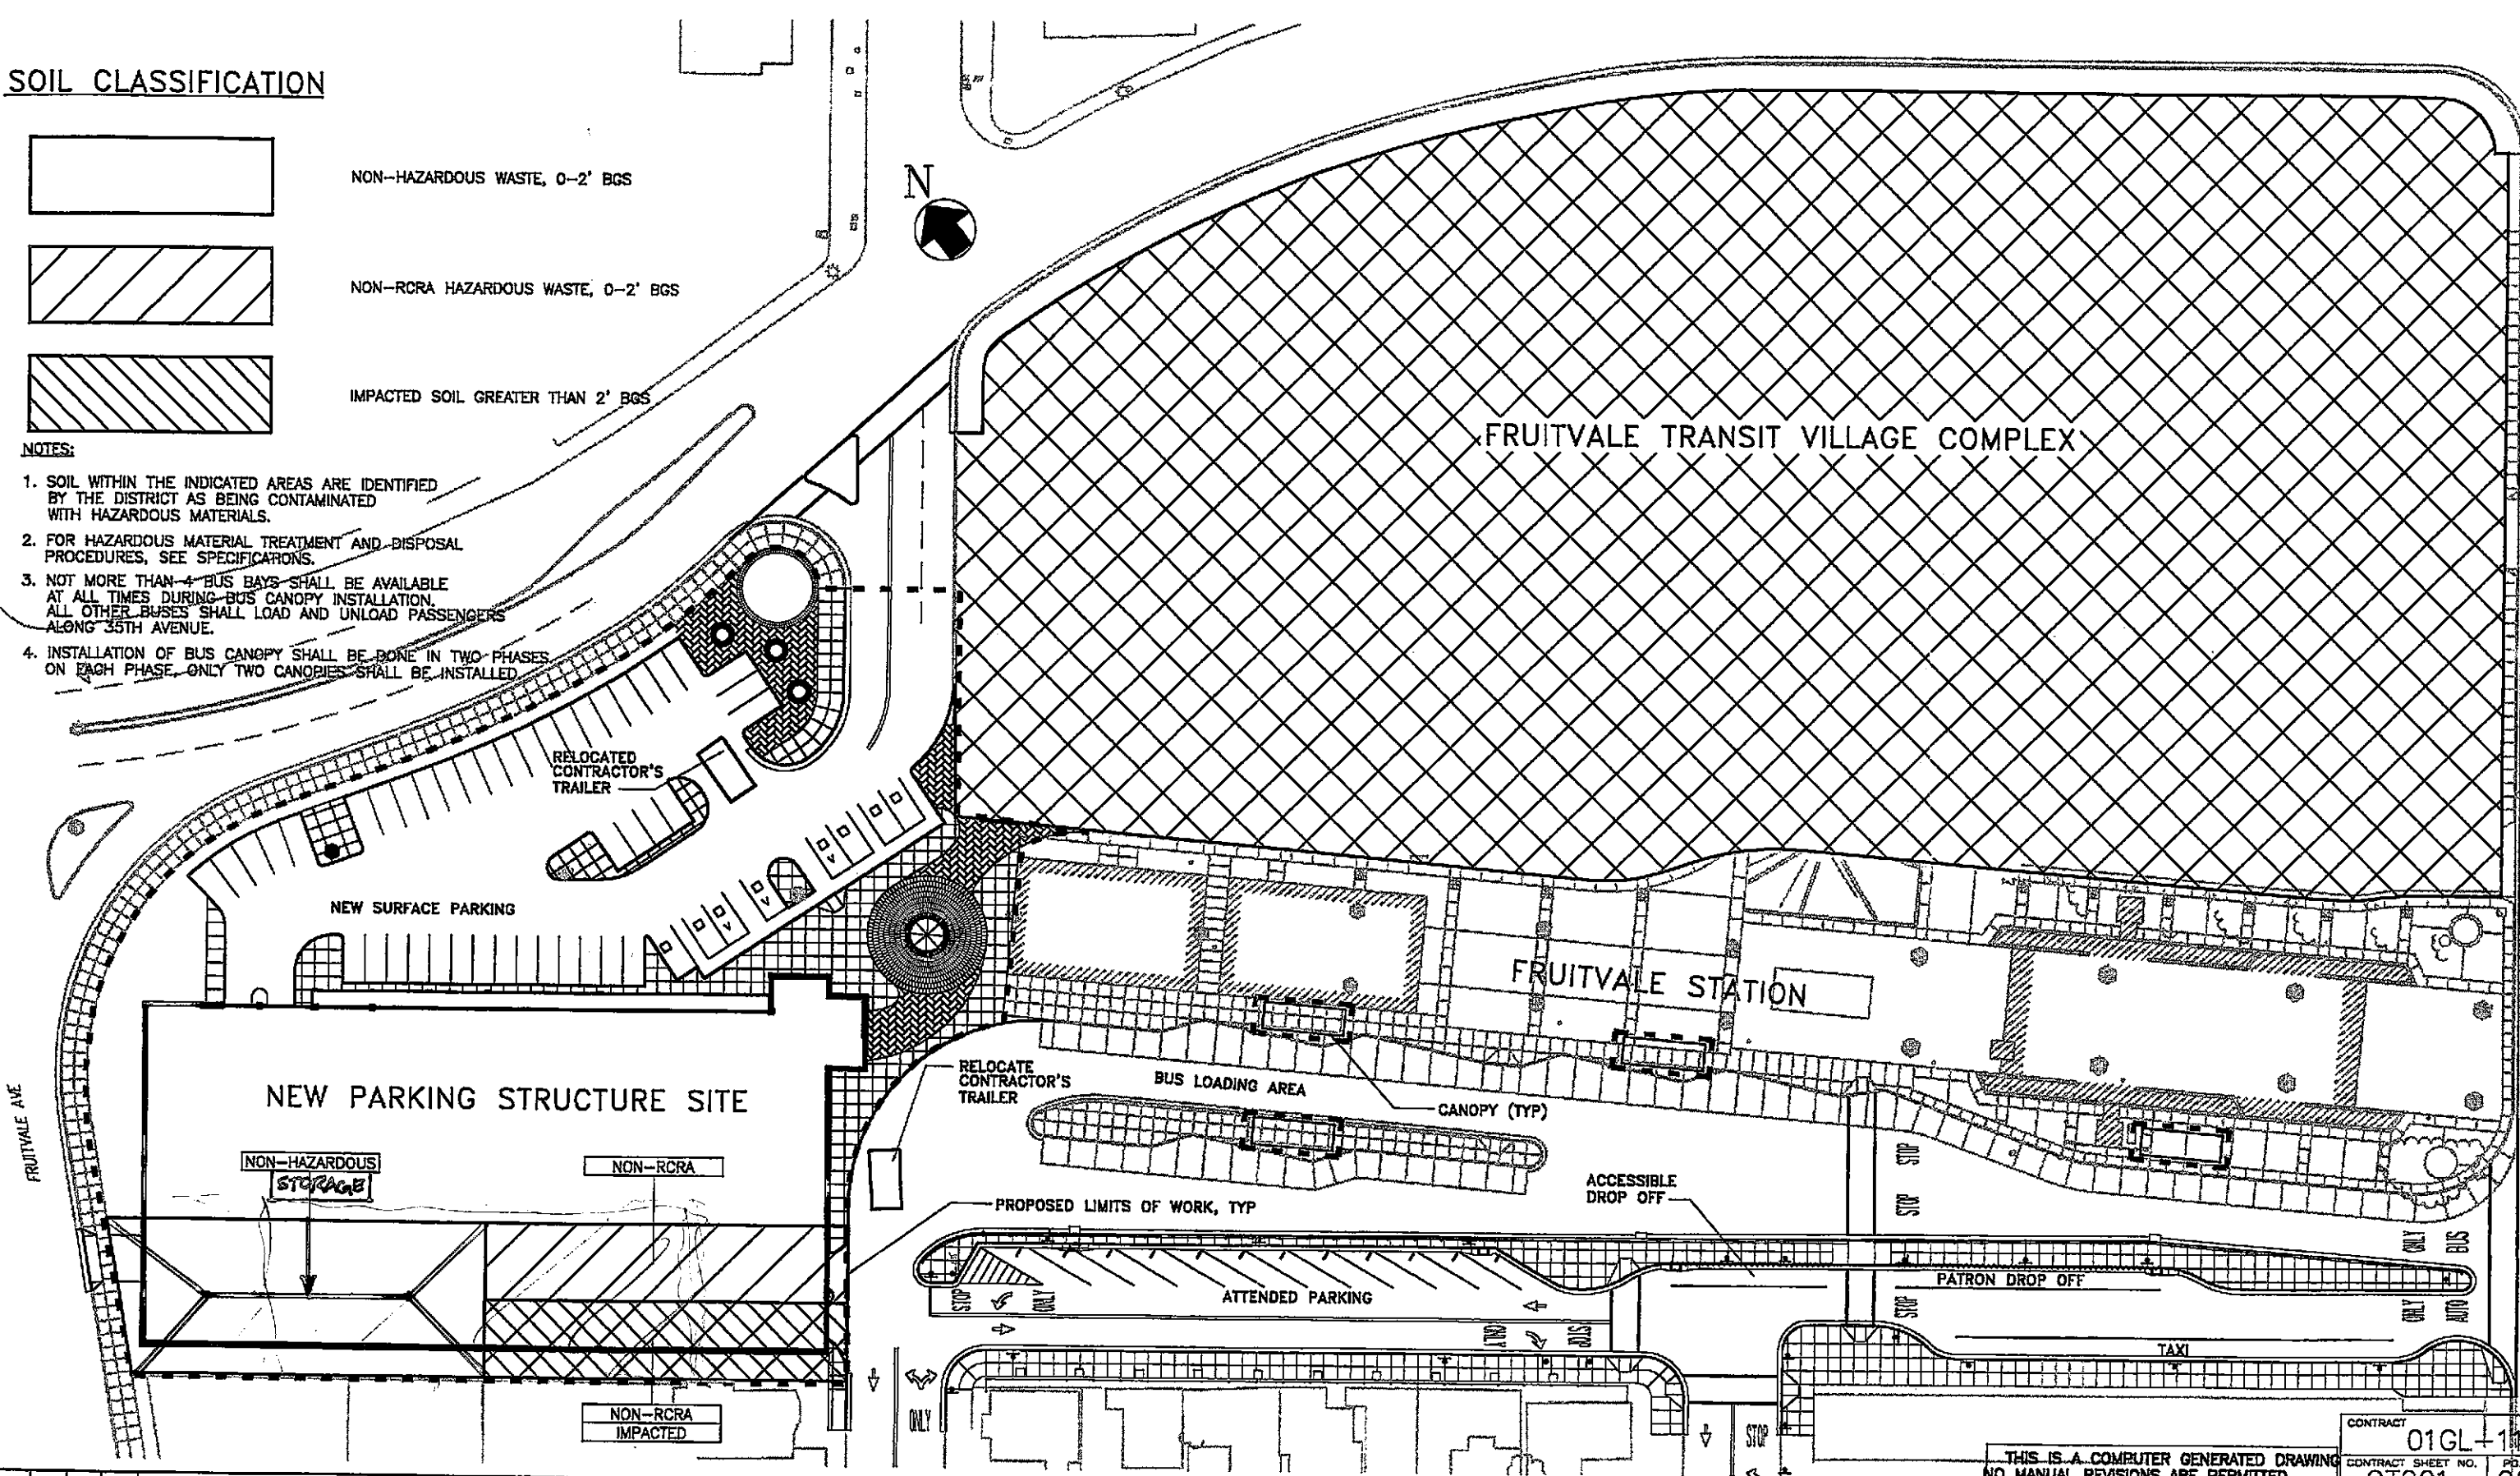 SOIL CLASSIFICATION
NON-HAZARDOUS WASTE, 0-2' BGS
NON-RCRA HAZARDOUS WASTE, 0-2' BGS
IMPACTED SOIL GREATER THAN 2' BGS
NOTES:
1. SOIL WITHIN THE INDICATED AREAS ARE IDENTIFIED
BY THE DISTRICT AS BEING CONTAMINATED
WITH HAZARDOUS MATERIALS.
2. FOR HAZARDOUS MATERIAL TREATMENT AND DISPOSAL
PROCEDURES, SEE SPECIFICATIONS.
3. NOT MORE THAN 4 BUS BAYS SHALL BE AVAILABLE
AT ALL TIMES DURING BUS CANOPY INSTALLATION.
ALL OTHER BUSES SHALL LOAD AND UNLOAD PASSENGERS
ALONG 35TH AVENUE.
4. INSTALLATION OF BUS CANOPY SHALL BE DONE IN TWO PHASES
ON EACH PHASE, ONLY TWO CANOPIES SHALL BE INSTALLED
N
FRUITVALE TRANSIT VILLAGE COMPLEX
RELOCATED
CONTRACTOR'S
TRAILER
NEW SURFACE PARKING
V
V
V
V
FRUITVALE STATION
NEW PARKING STRUCTURE SITE
FRUITVALE AVE
RELOCATE
CONTRACTOR'S
TRAILER
BUS LOADING AREA
CANOPY (TYP)
NON-HAZARDOUS
STORAGE
NON-RCRA
PROPOSED LIMITS OF WORK, TYP
ACCESSIBLE
DROP OFF
STOP
STOP
ONLY
BUS
PATRON DROP OFF
ATTENDED PARKING
STOP
ONLY
STOP
ONLY
AUTO
ONLY
STOP
TAXI
NON-RCRA
IMPACTED
ONLY
STOP
CONTRACT
01GL-1
THIS IS A COMPUTER GENERATED DRAWING
NO MANUAL REVISIONS ARE PERMITTED
CONTRACT SHEET NO.